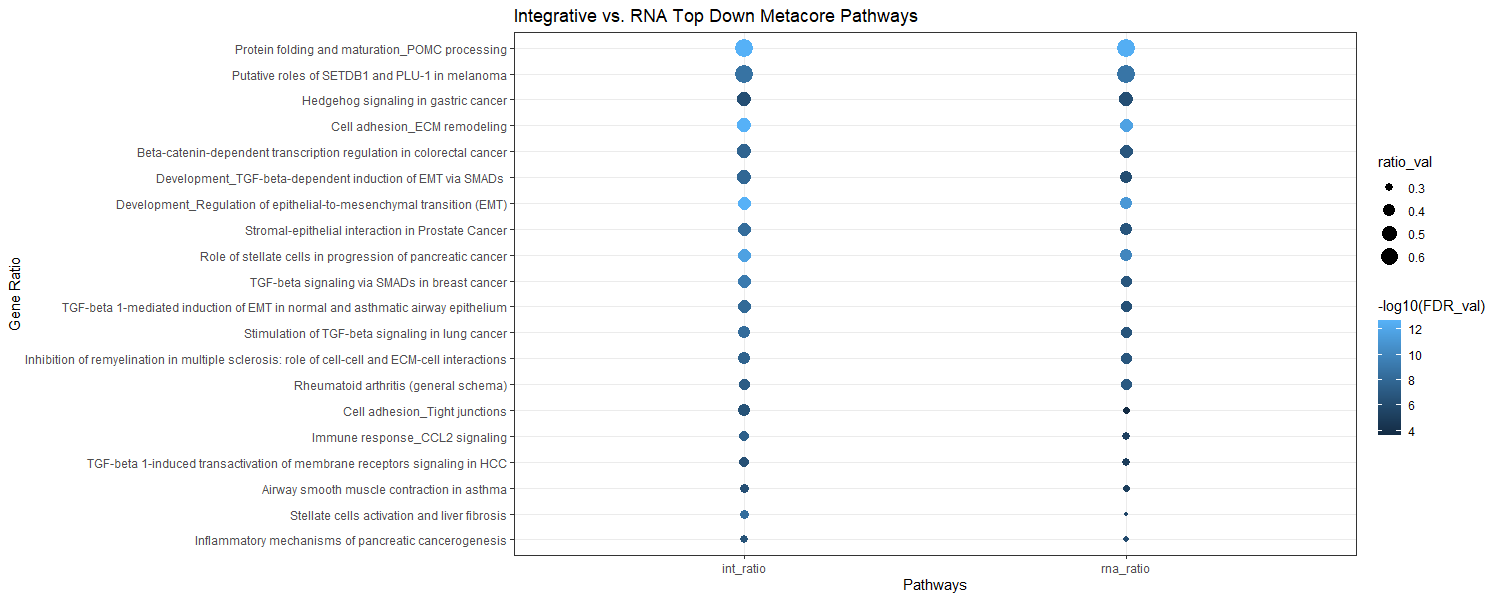 Integrative vs. RNA Top Down Metacore Pathways
Protein folding and maturation_POMC processing
Putative roles of SETDB1 and PLU-1 in melanoma
Hedgehog signaling in gastric cancer
Cell adhesion_ECM remodeling
Beta-catenin-dependent transcription regulation in colorectal cancer
Development_TGF-beta-dependent induction of EMT via SMADs
Development_Regulation of epithelial-to-mesenchymal transition (EMT)
Stromal-epithelial interaction in Prostate Cancer
Role of stellate cells in progression of pancreatic cancer
TGF-beta signaling via SMADs in breast cancer
TGF-beta 1-mediated induction of EMT in normal and asthmatic airway epithelium
Stimulation of TGF-beta signaling in lung cancer
Inhibition of remyelination in multiple sclerosis: role of cell-cell and ECM-cell interactions
Rheumatoid arthritis (general schema)
Cell adhesion_Tight junctions
Immune response_CCL2 signaling
TGF-beta 1-induced transactivation of membrane receptors signaling in HCC
Airway smooth muscle contraction in asthma
Stellate cells activation and liver fibrosis
Inflammatory mechanisms of pancreatic cancerogenesis
Gene Ratio
int_ratio
rna_ratio
Pathways
ratio_val
0.3
0.4
0.5
0.6
-log10(FDR_val)
12
10
8
6
4